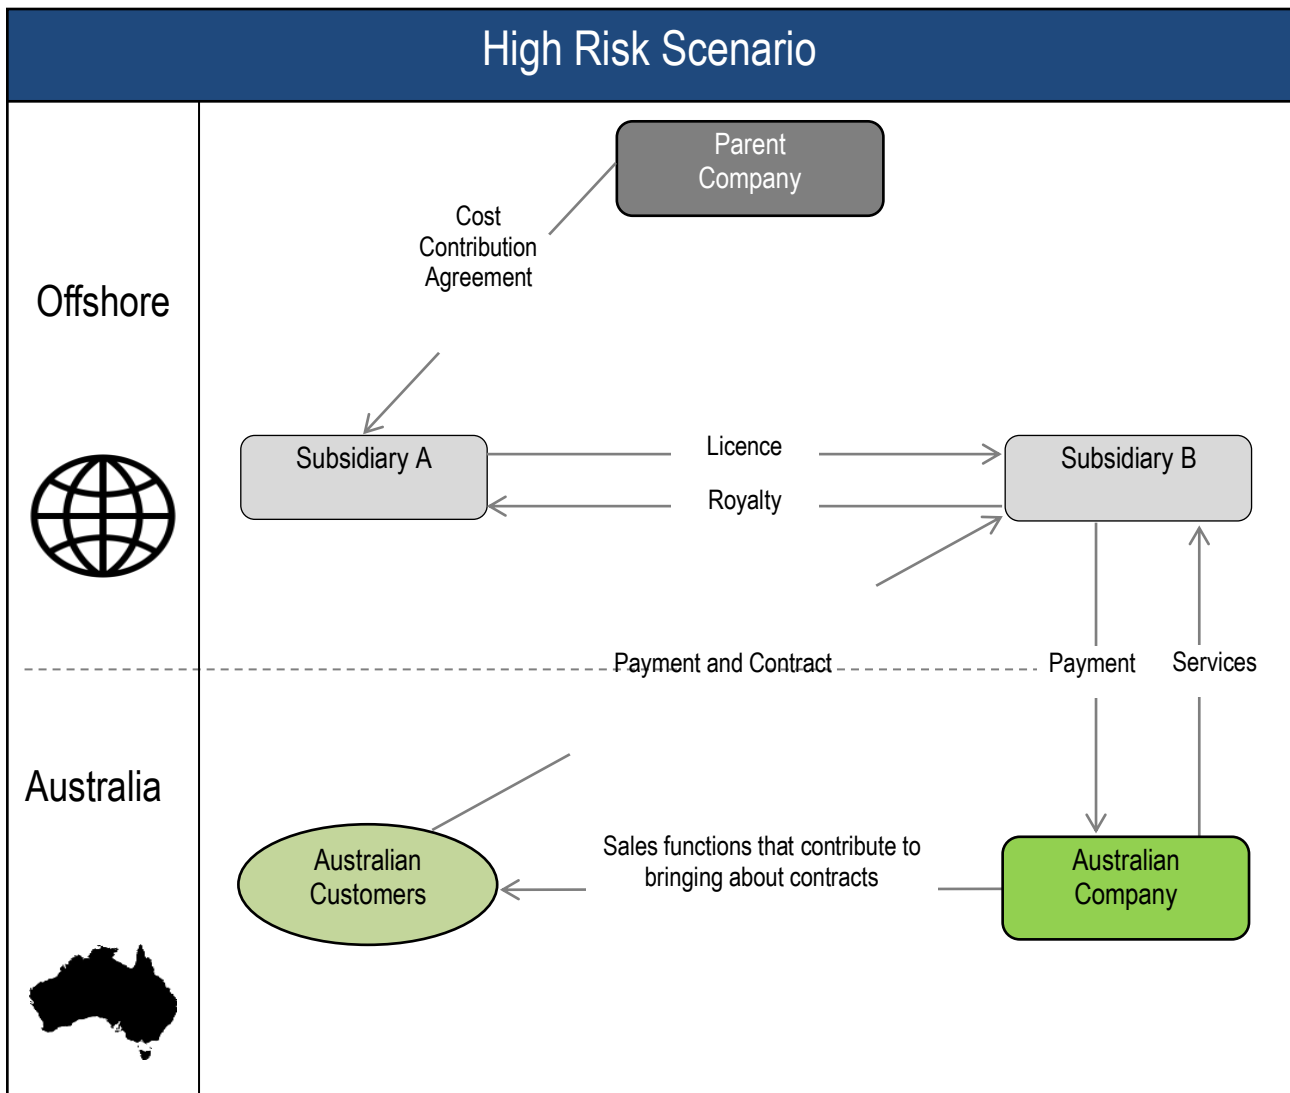 High Risk Scenario
Parent
Company
Cost
Contribution
Agreement
Offshore
Subsidiary A
Licence
Royalty
Subsidiary B
Payment and Contract
Payment
Services
Australia
Australian
Customers
Sales functions that contribute to
bringing about contracts
Australian
Company